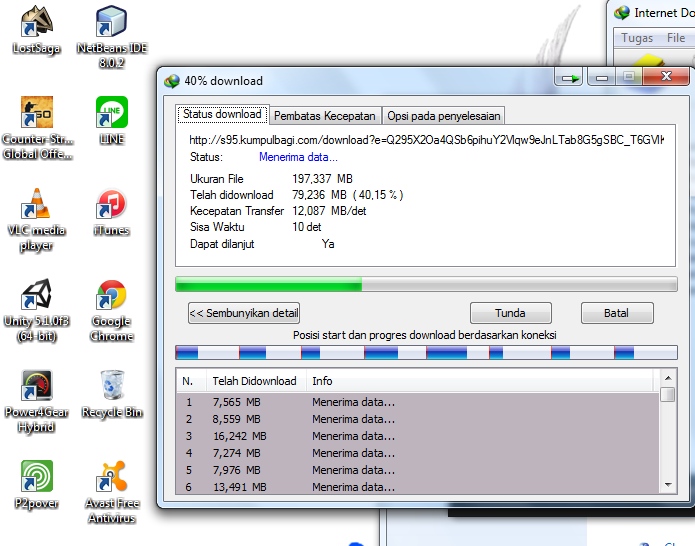 LostSaga
NetBeans IDE
8.0.2
Counter-Str...
Global Offe...
LINE
VLC media
player
iTunes
Unity 5.1.0f3
(64-bit)
Google
Chrome
Power4Gear
Hybrid
Recycle Bin
P2pover
Avast Free
Antivirus
Internet Do
Tugas File
40% download
Status download
Pembatas Kecepatan
Opsi pada penyelesaian
Status: Menerima data...
Ukuran File 197,337 MB
Telah didownload 79,236 MB ( 40,15 % )
Kecepatan Transfer 12,087 MB/det
Sisa Waktu 10 det
Dapat dilanjut Ya
<< Sembunyikan detail
Tunda
Batal
Posisi start dan progres download berdasarkan koneksi
N. Telah Didownload Info
1 7,565 MB Menerima data...
2 8,559 MB Menerima data...
3 16,242 MB Menerima data...
4 7,274 MB Menerima data...
5 7,976 MB Menerima data...
6 13,491 MB Menerima data...